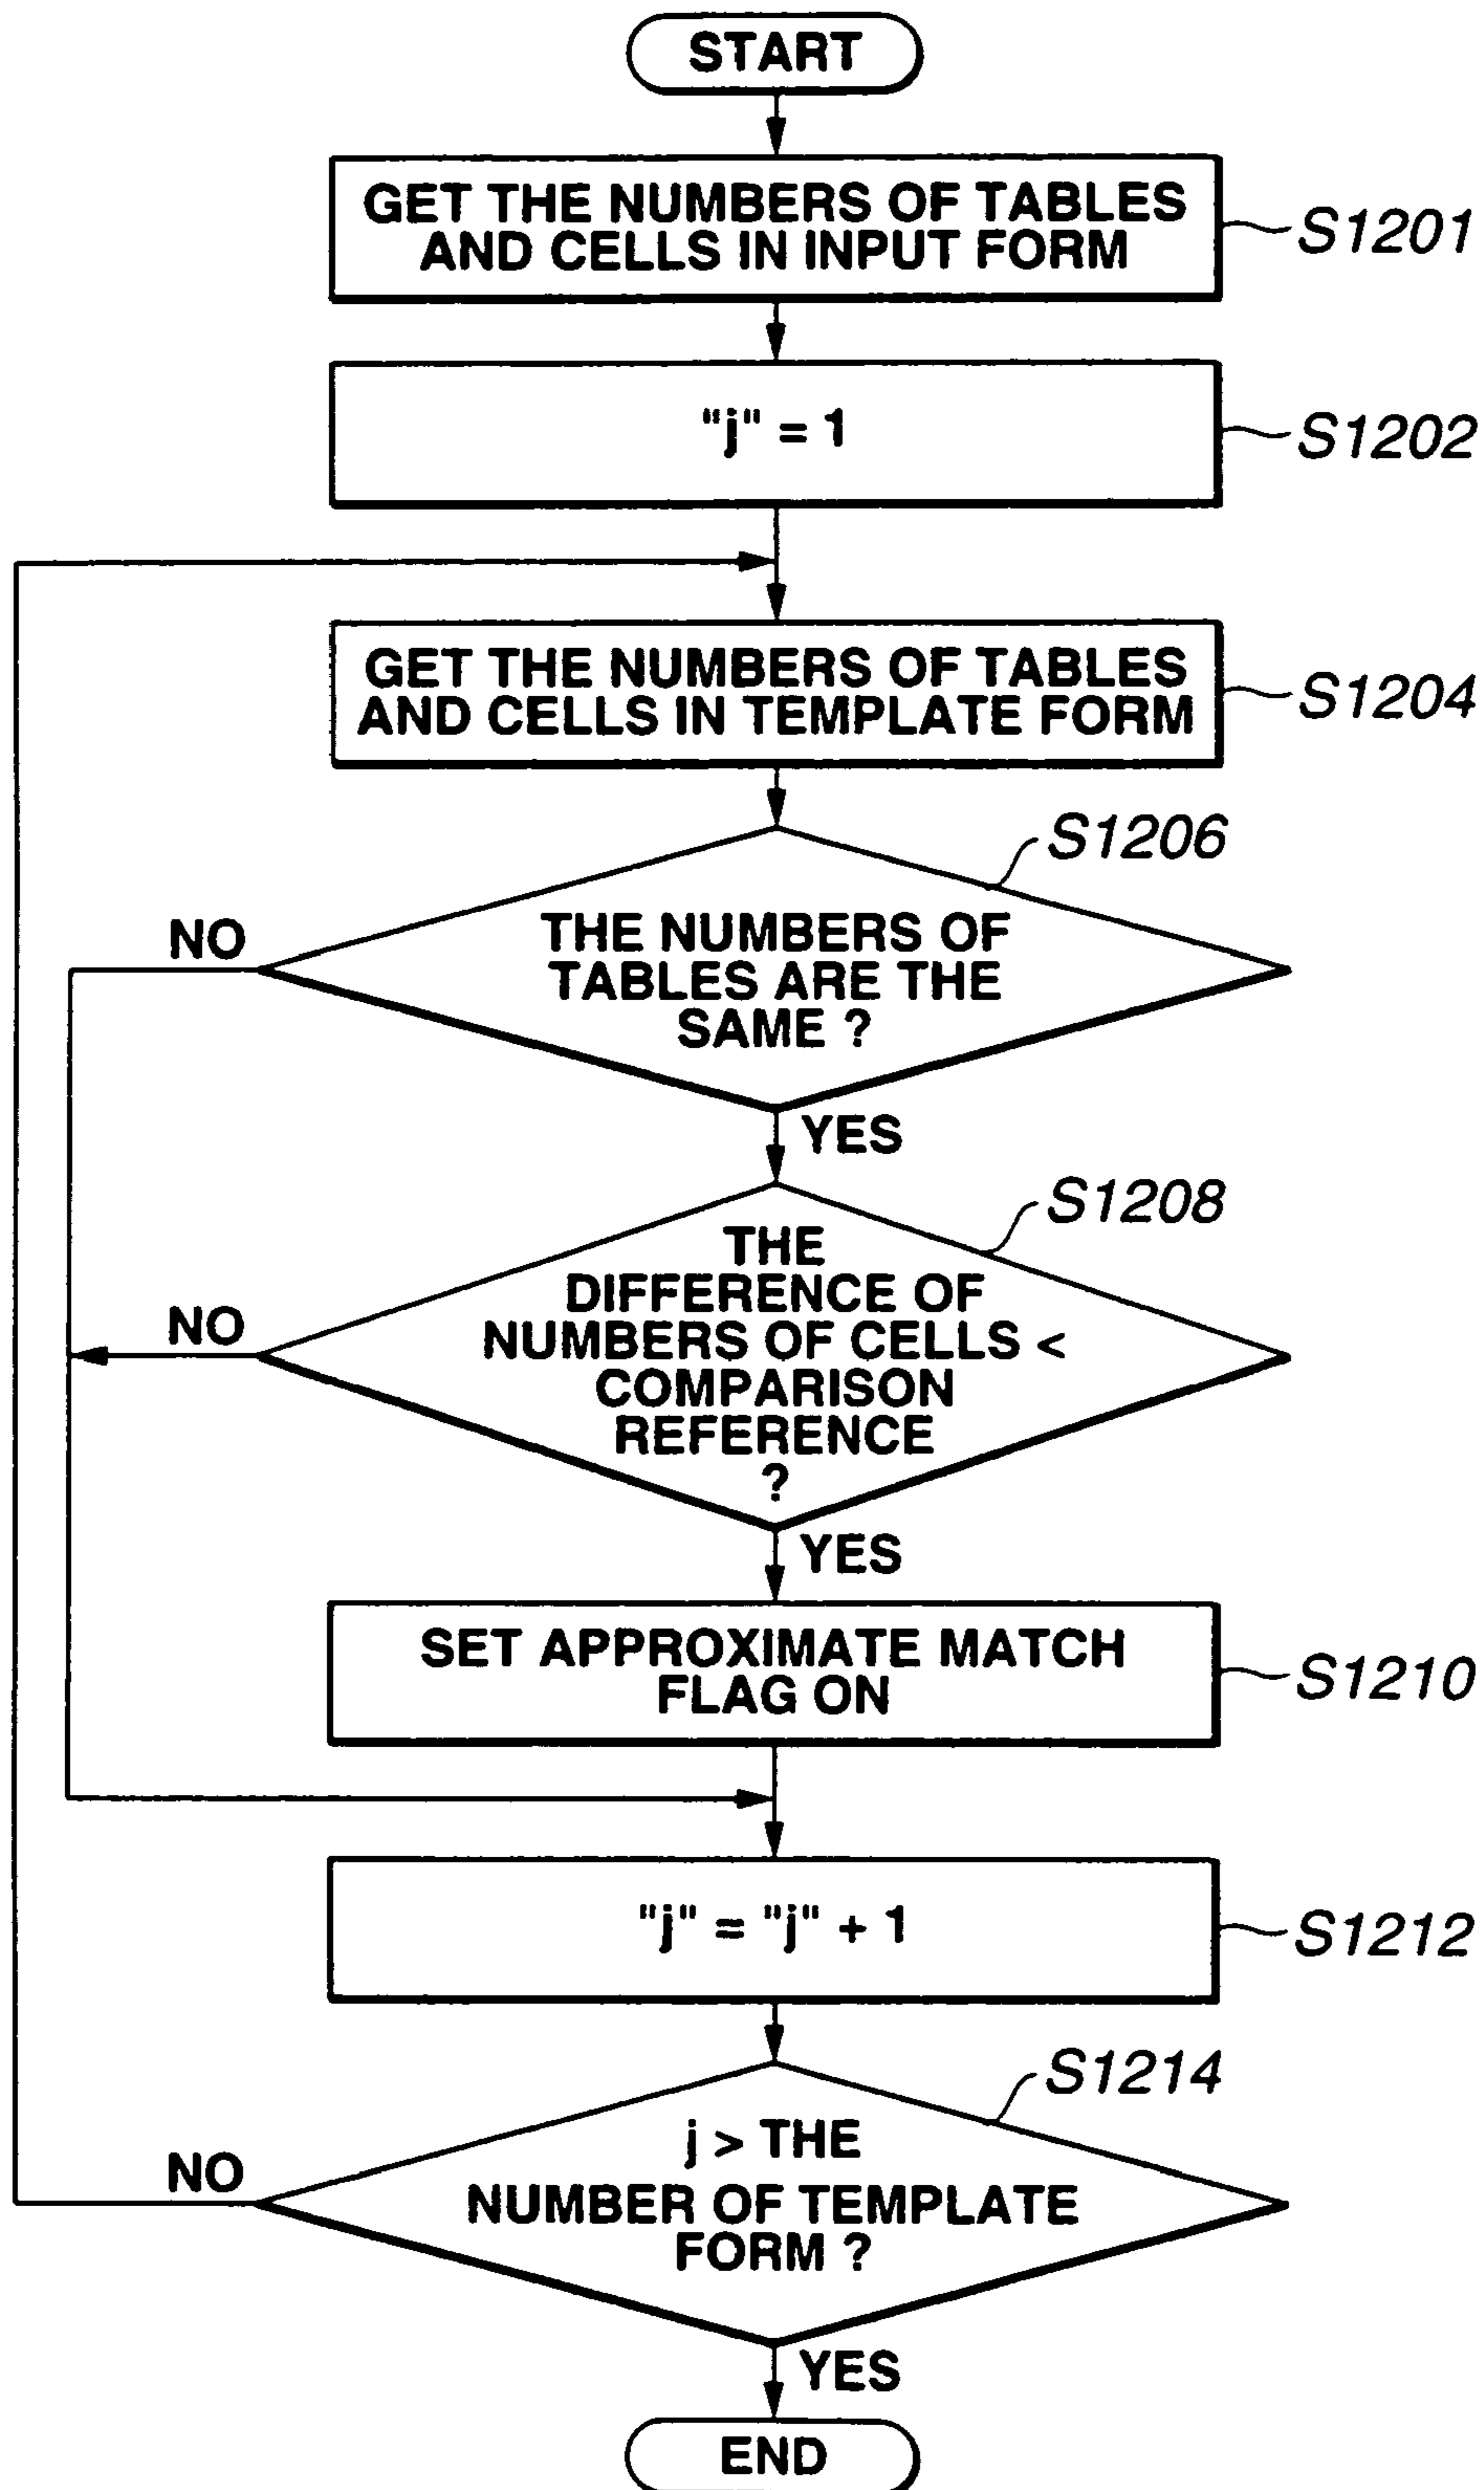 START
GET THE NUMBERS OF TABLES
AND CELLS IN INPUT FORM
S1201
"j" = 1
S1202
GET THE NUMBERS OF TABLES
AND CELLS IN TEMPLATE FORM
S1204
S1206
NO
THE NUMBERS OF
TABLES ARE THE
SAME ?
YES
S1208
NO
THE
DIFFERENCE OF
NUMBERS OF CELLS <
COMPARISON
REFERENCE
?
YES
SET APPROXIMATE MATCH
FLAG ON
S1210
"j" = "j" + 1
S1212
S1214
NO
j > THE
NUMBER OF TEMPLATE
FORM ?
YES
END